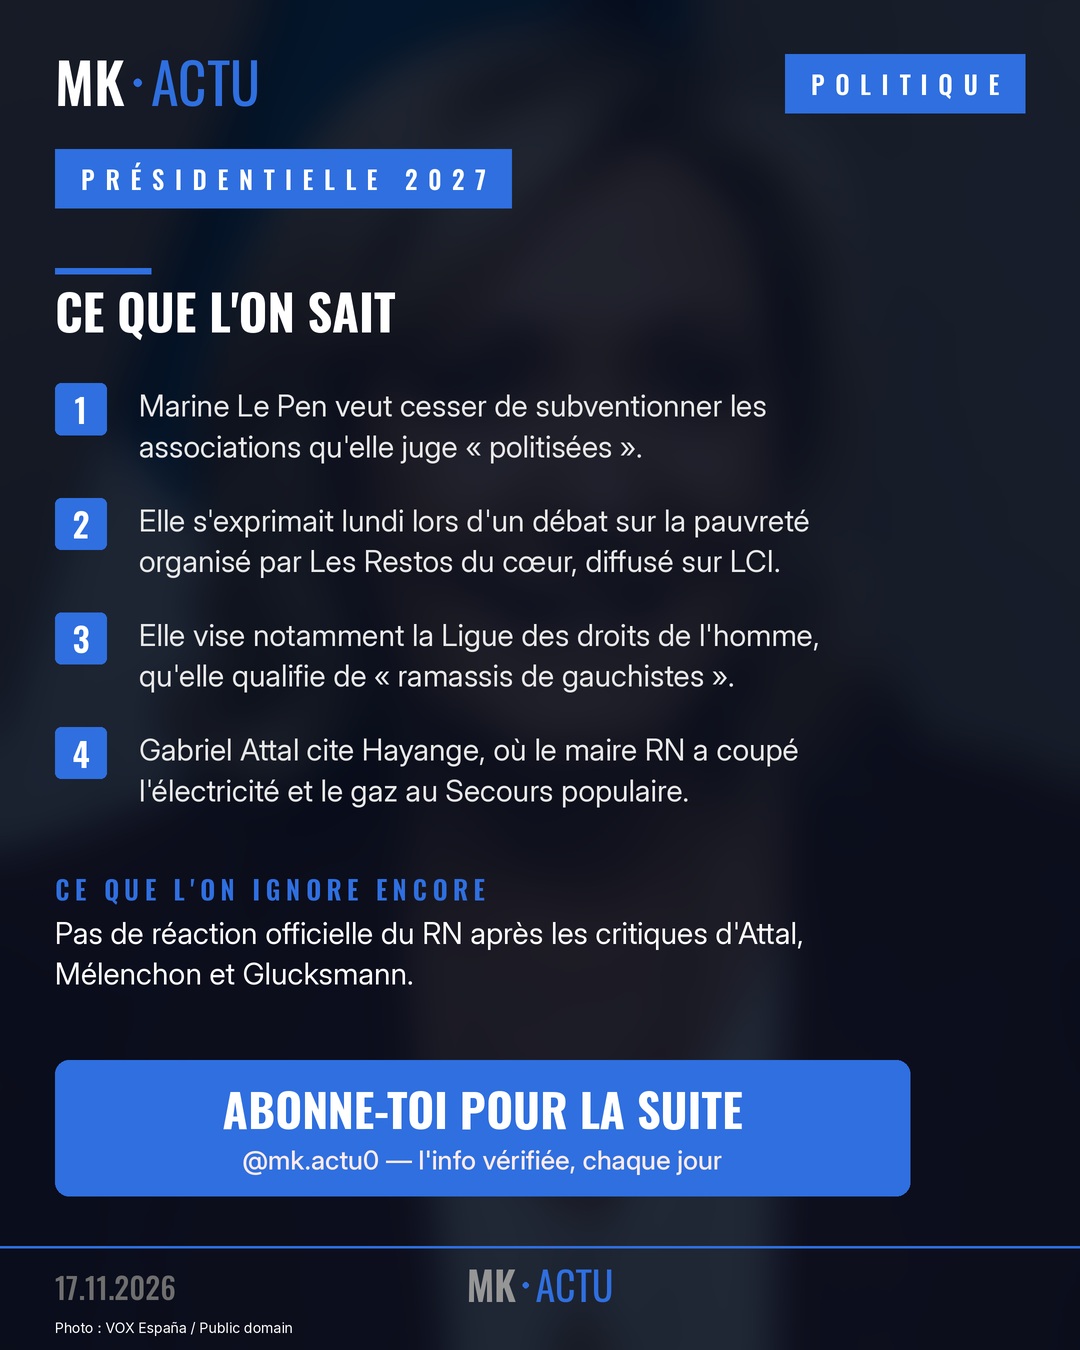 MK·ACTU
POLITIQUE
PRÉSIDENTIELLE 2027
CE QUE L'ON SAIT
1 Marine Le Pen veut cesser de subventionner les
associations qu'elle juge « politisées ».
2 Elle s'exprimait lundi lors d'un débat sur la pauvreté
organisé par Les Restos du cœur, diffusé sur LCI.
3 Elle vise notamment la Ligue des droits de l'homme,
qu'elle qualifie de « ramassis de gauchistes ».
4 Gabriel Attal cite Hayange, où le maire RN a coupé
l'électricité et le gaz au Secours populaire.
CE QUE L'ON IGNORE ENCORE
Pas de réaction officielle du RN après les critiques d'Attal,
Mélenchon et Glucksmann.
ABONNE-TOI POUR LA SUITE
@mk.actu0 — l'info vérifiée, chaque jour
17.11.2026
MK·ACTU
Photo : VOX España / Public domain